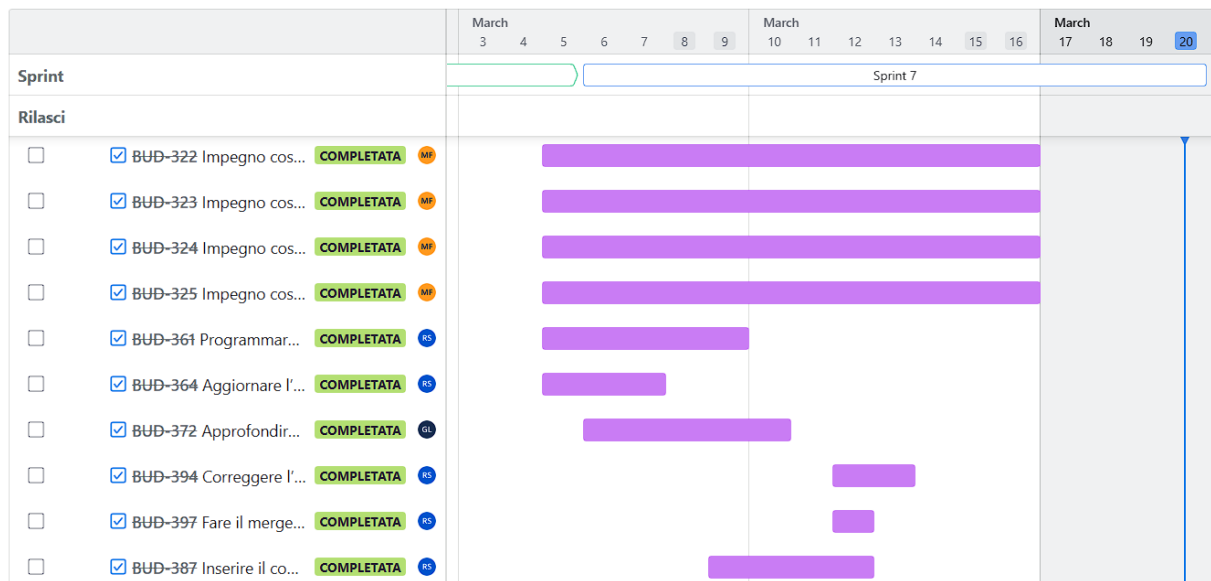 March March March
3 4 5 6 7 8 9 10 11 12 13 14 15 16 17 18 19 20
Sprint Sprint 7
Rilasci
BUD-322 Impegno cos... COMPLETATA MF
BUD-323 Impegno cos... COMPLETATA MF
BUD-324 Impegno cos... COMPLETATA MF
BUD-325 Impegno cos... COMPLETATA MF
BUD-361 Programmar... COMPLETATA RS
BUD-364 Aggiornare l'... COMPLETATA RS
BUD-372 Approfondir... COMPLETATA GL
BUD-394 Correggere l'... COMPLETATA RS
BUD-397 Fare il merge... COMPLETATA RS
BUD-387 Inserire il co... COMPLETATA RS